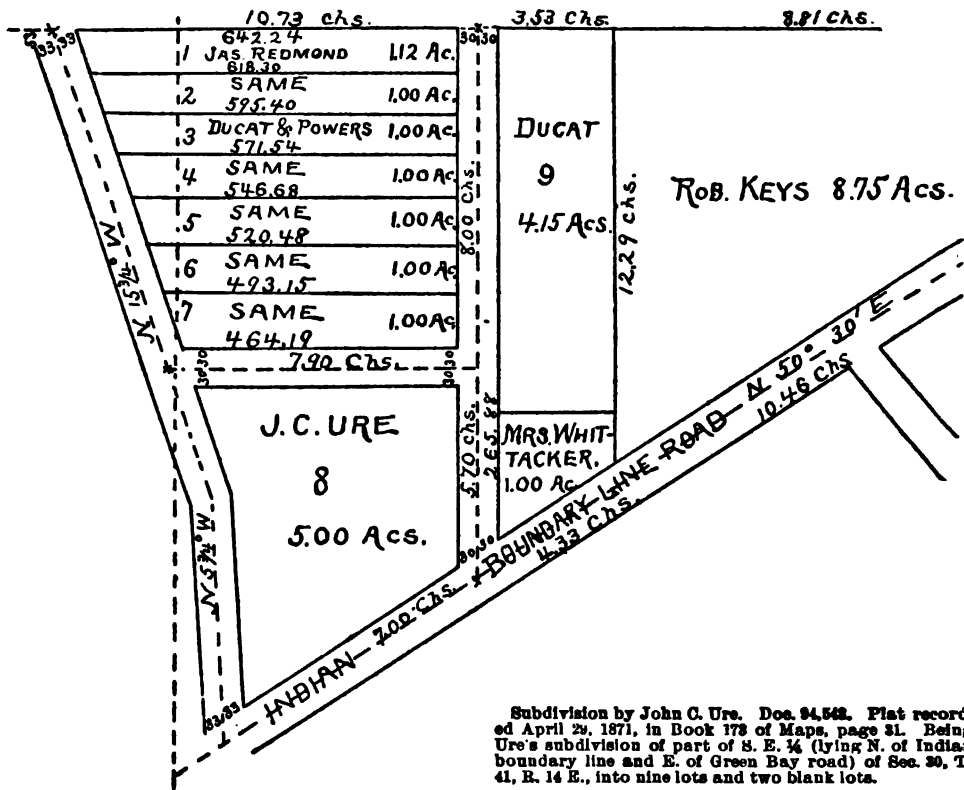 10.73 chs.
3.53 Chs.
8.81 Chs.
33,33
30,30
642.24
1 JAS. REDMOND 1.12 Ac.
618.30
2 SAME 1.00 Ac.
595.40
3 DUCAT & POWERS 1.00 Ac.
571.54
4 SAME 1.00 Ac.
546.68
5 SAME 1.00 Ac.
520.48
6 SAME 1.00 Ac.
493.15
7 SAME 1.00 Ac.
464.19
8.00 Chs.
DUCAT
9
4.15 Acs.
12.29 Chs.
ROB. KEYS 8.75 Acs.
N 15 3/4° W
7.90 Chs.
30,30
30,30
J.C. URE
8
5.00 Acs.
5.70 Chs.
265.88
MRS. WHIT-
TACKER.
1.00 Ac.
30,30
N 5 3/4° W
33,33
INDIAN 7.00 Chs. BOUNDARY LINE ROAD N 50° 30' E
4.33 Chs.
10.46 Chs
Subdivision by John C. Ure. Doc. 94,548. Plat record-
ed April 29, 1871, in Book 173 of Maps, page 31. Being
Ure's subdivision of part of S. E. ¼ (lying N. of Indian
boundary line and E. of Green Bay road) of Sec. 30, T.
41, R. 14 E., into nine lots and two blank lots.